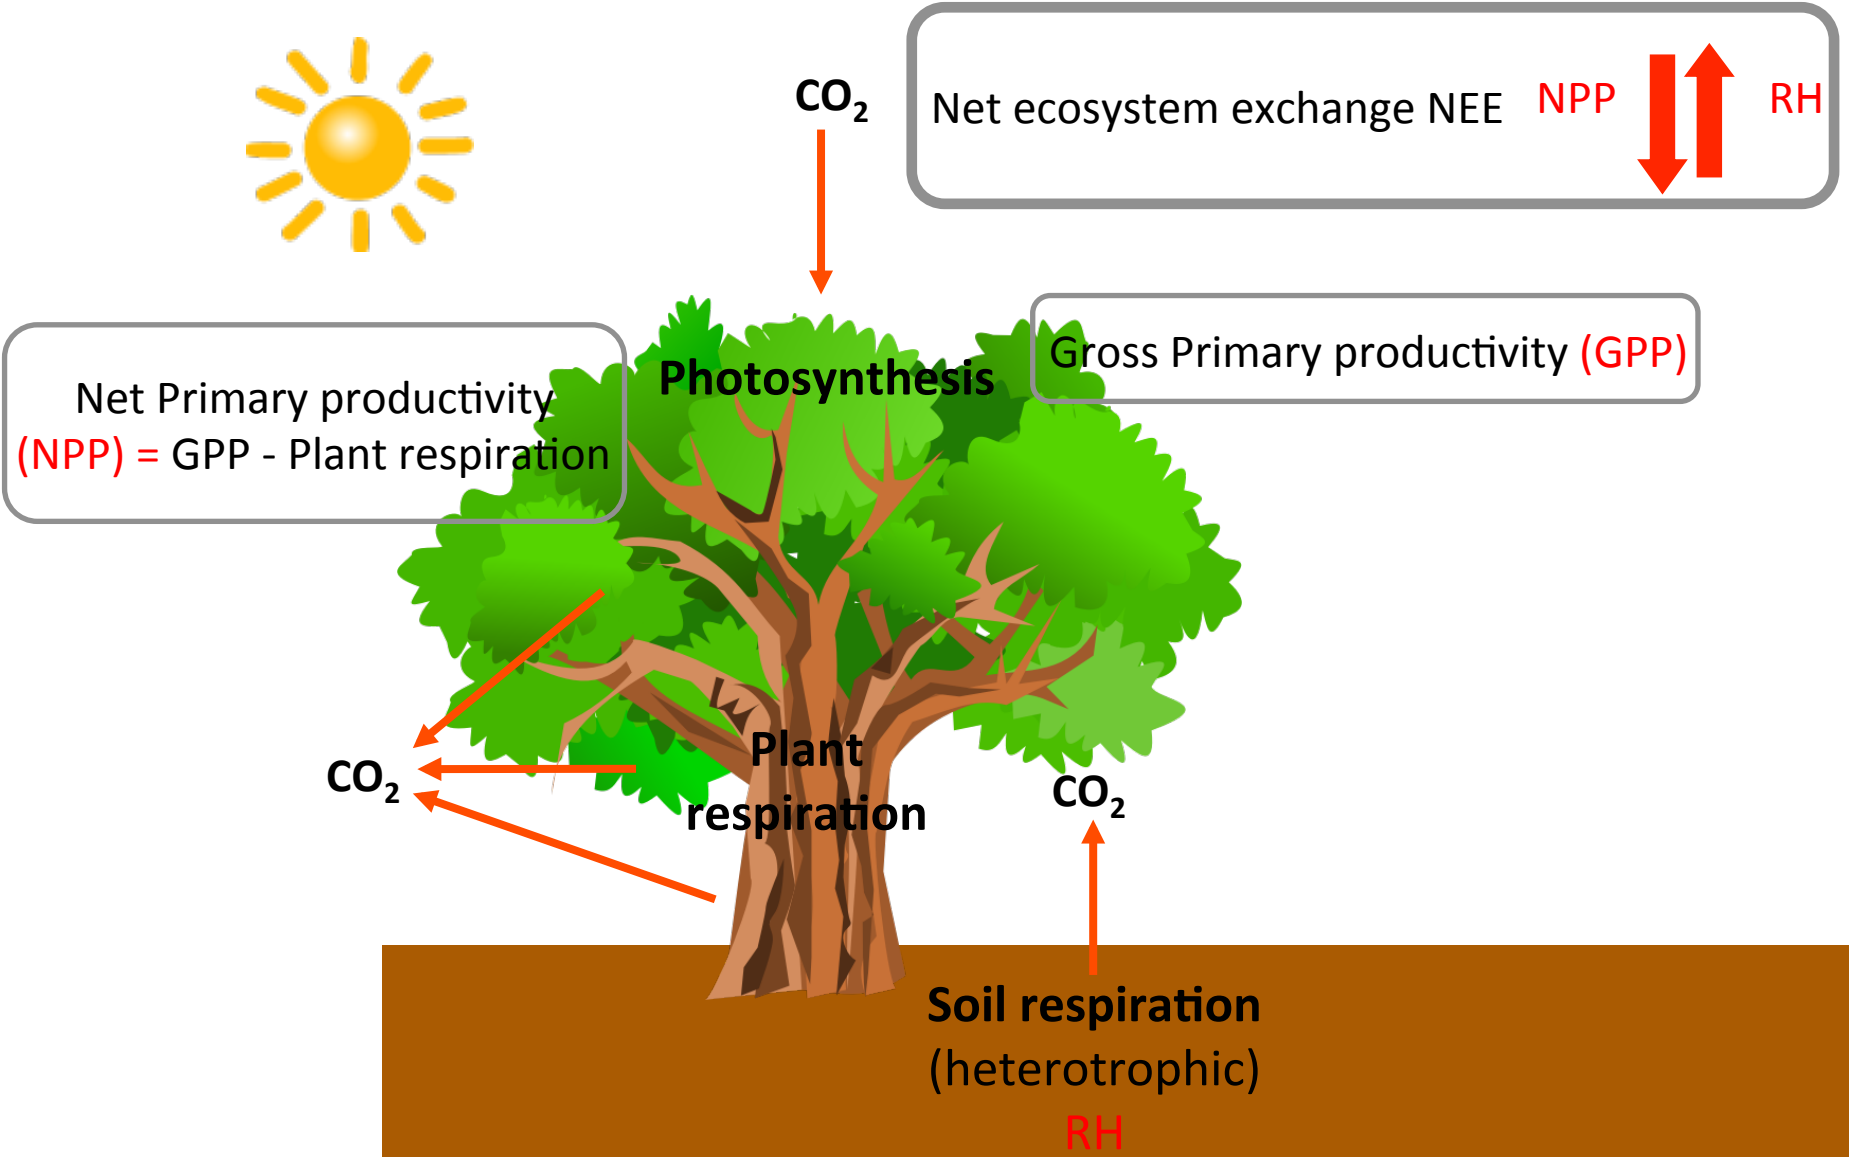 CO₂
Net ecosystem exchange NEE NPP RH
Gross Primary productivity (GPP)
Net Primary productivity
(NPP) = GPP - Plant respiration
Photosynthesis
Plant
respiration
CO₂
CO₂
Soil respiration
(heterotrophic)
RH